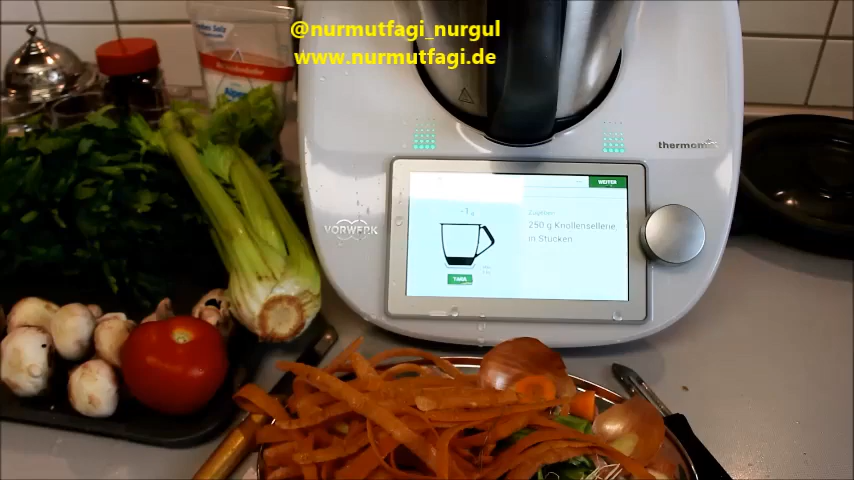 @nurmutfagi_nurgul
www.nurmutfagi.de
thermomix
VORWERK
WEITER
-1 g
Zugeben
250 g Knollensellerie,
in Stücken
TARA